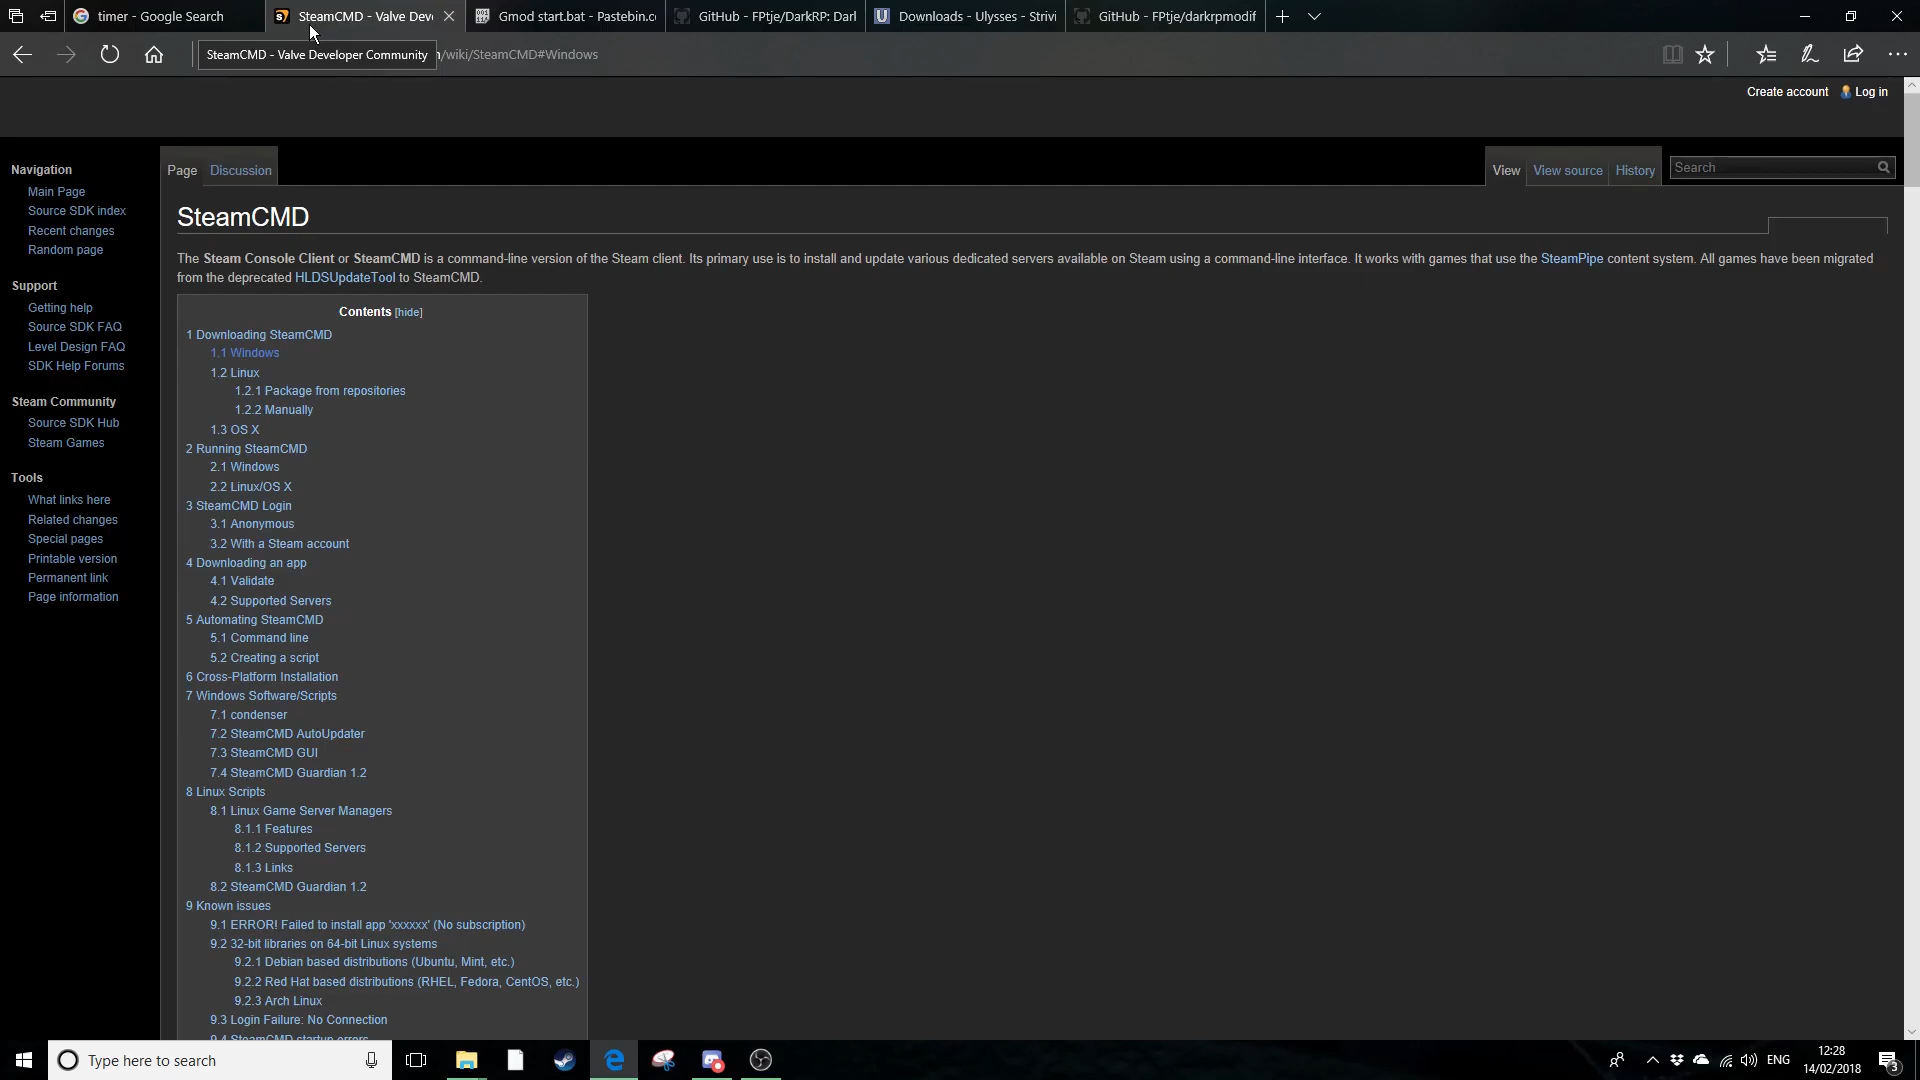 timer - Google Search
SteamCMD - Valve Deve
Gmod start.bat - Pastebin.co
GitHub - FPtje/DarkRP: Darl
Downloads - Ulysses - Strivi
GitHub - FPtje/darkrpmodif
SteamCMD - Valve Developer Community
/wiki/SteamCMD#Windows
Create account
Log in
Navigation
Main Page
Source SDK index
Recent changes
Random page
Support
Getting help
Source SDK FAQ
Level Design FAQ
SDK Help Forums
Steam Community
Source SDK Hub
Steam Games
Tools
What links here
Related changes
Special pages
Printable version
Permanent link
Page information
Page
Discussion
View
View source
History
Search
SteamCMD
The Steam Console Client or SteamCMD is a command-line version of the Steam client. Its primary use is to install and update various dedicated servers available on Steam using a command-line interface. It works with games that use the SteamPipe content system. All games have been migrated
from the deprecated HLDSUpdateTool to SteamCMD.
Contents [hide]
1 Downloading SteamCMD
1.1 Windows
1.2 Linux
1.2.1 Package from repositories
1.2.2 Manually
1.3 OS X
2 Running SteamCMD
2.1 Windows
2.2 Linux/OS X
3 SteamCMD Login
3.1 Anonymous
3.2 With a Steam account
4 Downloading an app
4.1 Validate
4.2 Supported Servers
5 Automating SteamCMD
5.1 Command line
5.2 Creating a script
6 Cross-Platform Installation
7 Windows Software/Scripts
7.1 condenser
7.2 SteamCMD AutoUpdater
7.3 SteamCMD GUI
7.4 SteamCMD Guardian 1.2
8 Linux Scripts
8.1 Linux Game Server Managers
8.1.1 Features
8.1.2 Supported Servers
8.1.3 Links
8.2 SteamCMD Guardian 1.2
9 Known issues
9.1 ERROR! Failed to install app 'xxxxxx' (No subscription)
9.2 32-bit libraries on 64-bit Linux systems
9.2.1 Debian based distributions (Ubuntu, Mint, etc.)
9.2.2 Red Hat based distributions (RHEL, Fedora, CentOS, etc.)
9.2.3 Arch Linux
9.3 Login Failure: No Connection
9.4 SteamCMD startup errors
Type here to search
ENG
12:28
14/02/2018
3